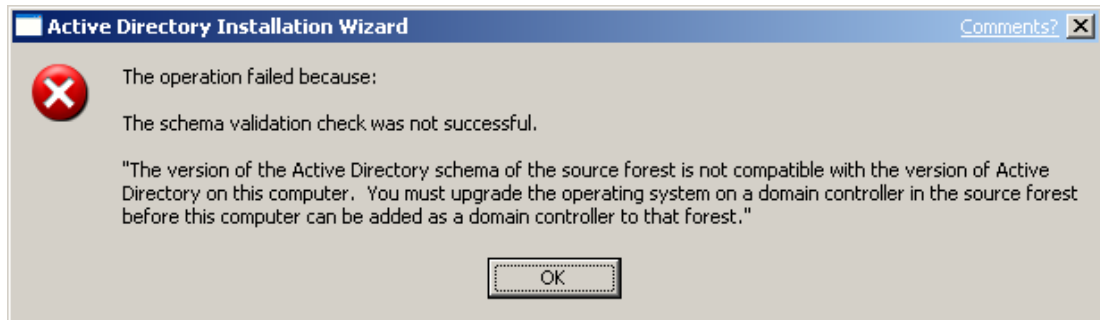 Active Directory Installation Wizard
Comments?
The operation failed because:
The schema validation check was not successful.
"The version of the Active Directory schema of the source forest is not compatible with the version of Active
Directory on this computer.  You must upgrade the operating system on a domain controller in the source forest
before this computer can be added as a domain controller to that forest."
OK